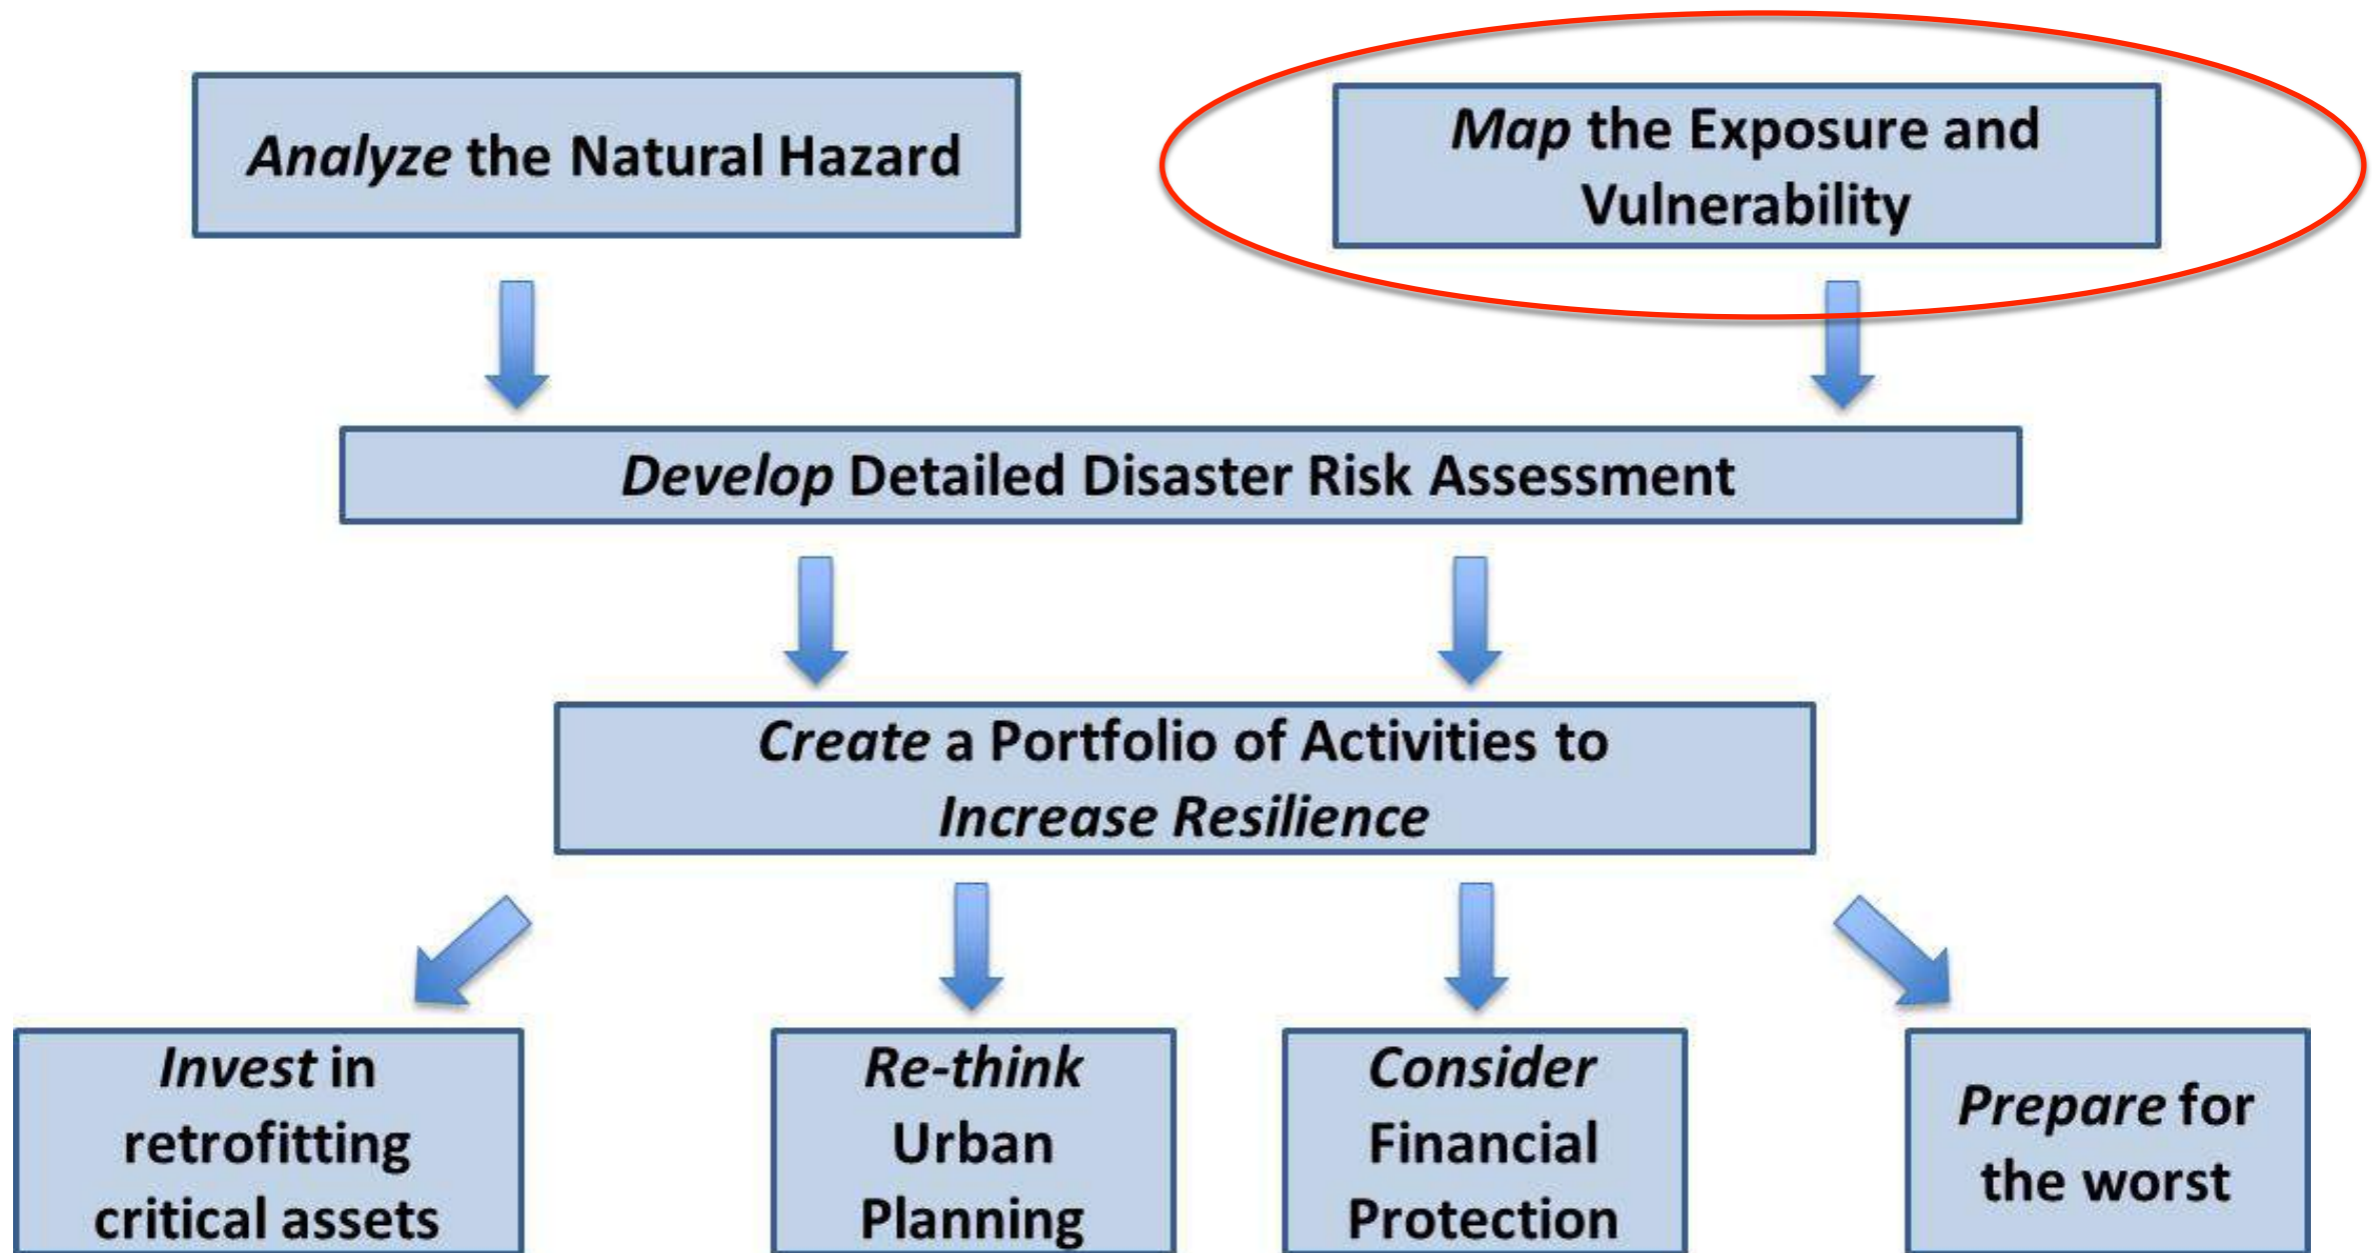 Analyze the Natural Hazard
Map the Exposure and
Vulnerability
Develop Detailed Disaster Risk Assessment
Create a Portfolio of Activities to
Increase Resilience
Invest in
retrofitting
critical assets
Re-think
Urban
Planning
Consider
Financial
Protection
Prepare for
the worst